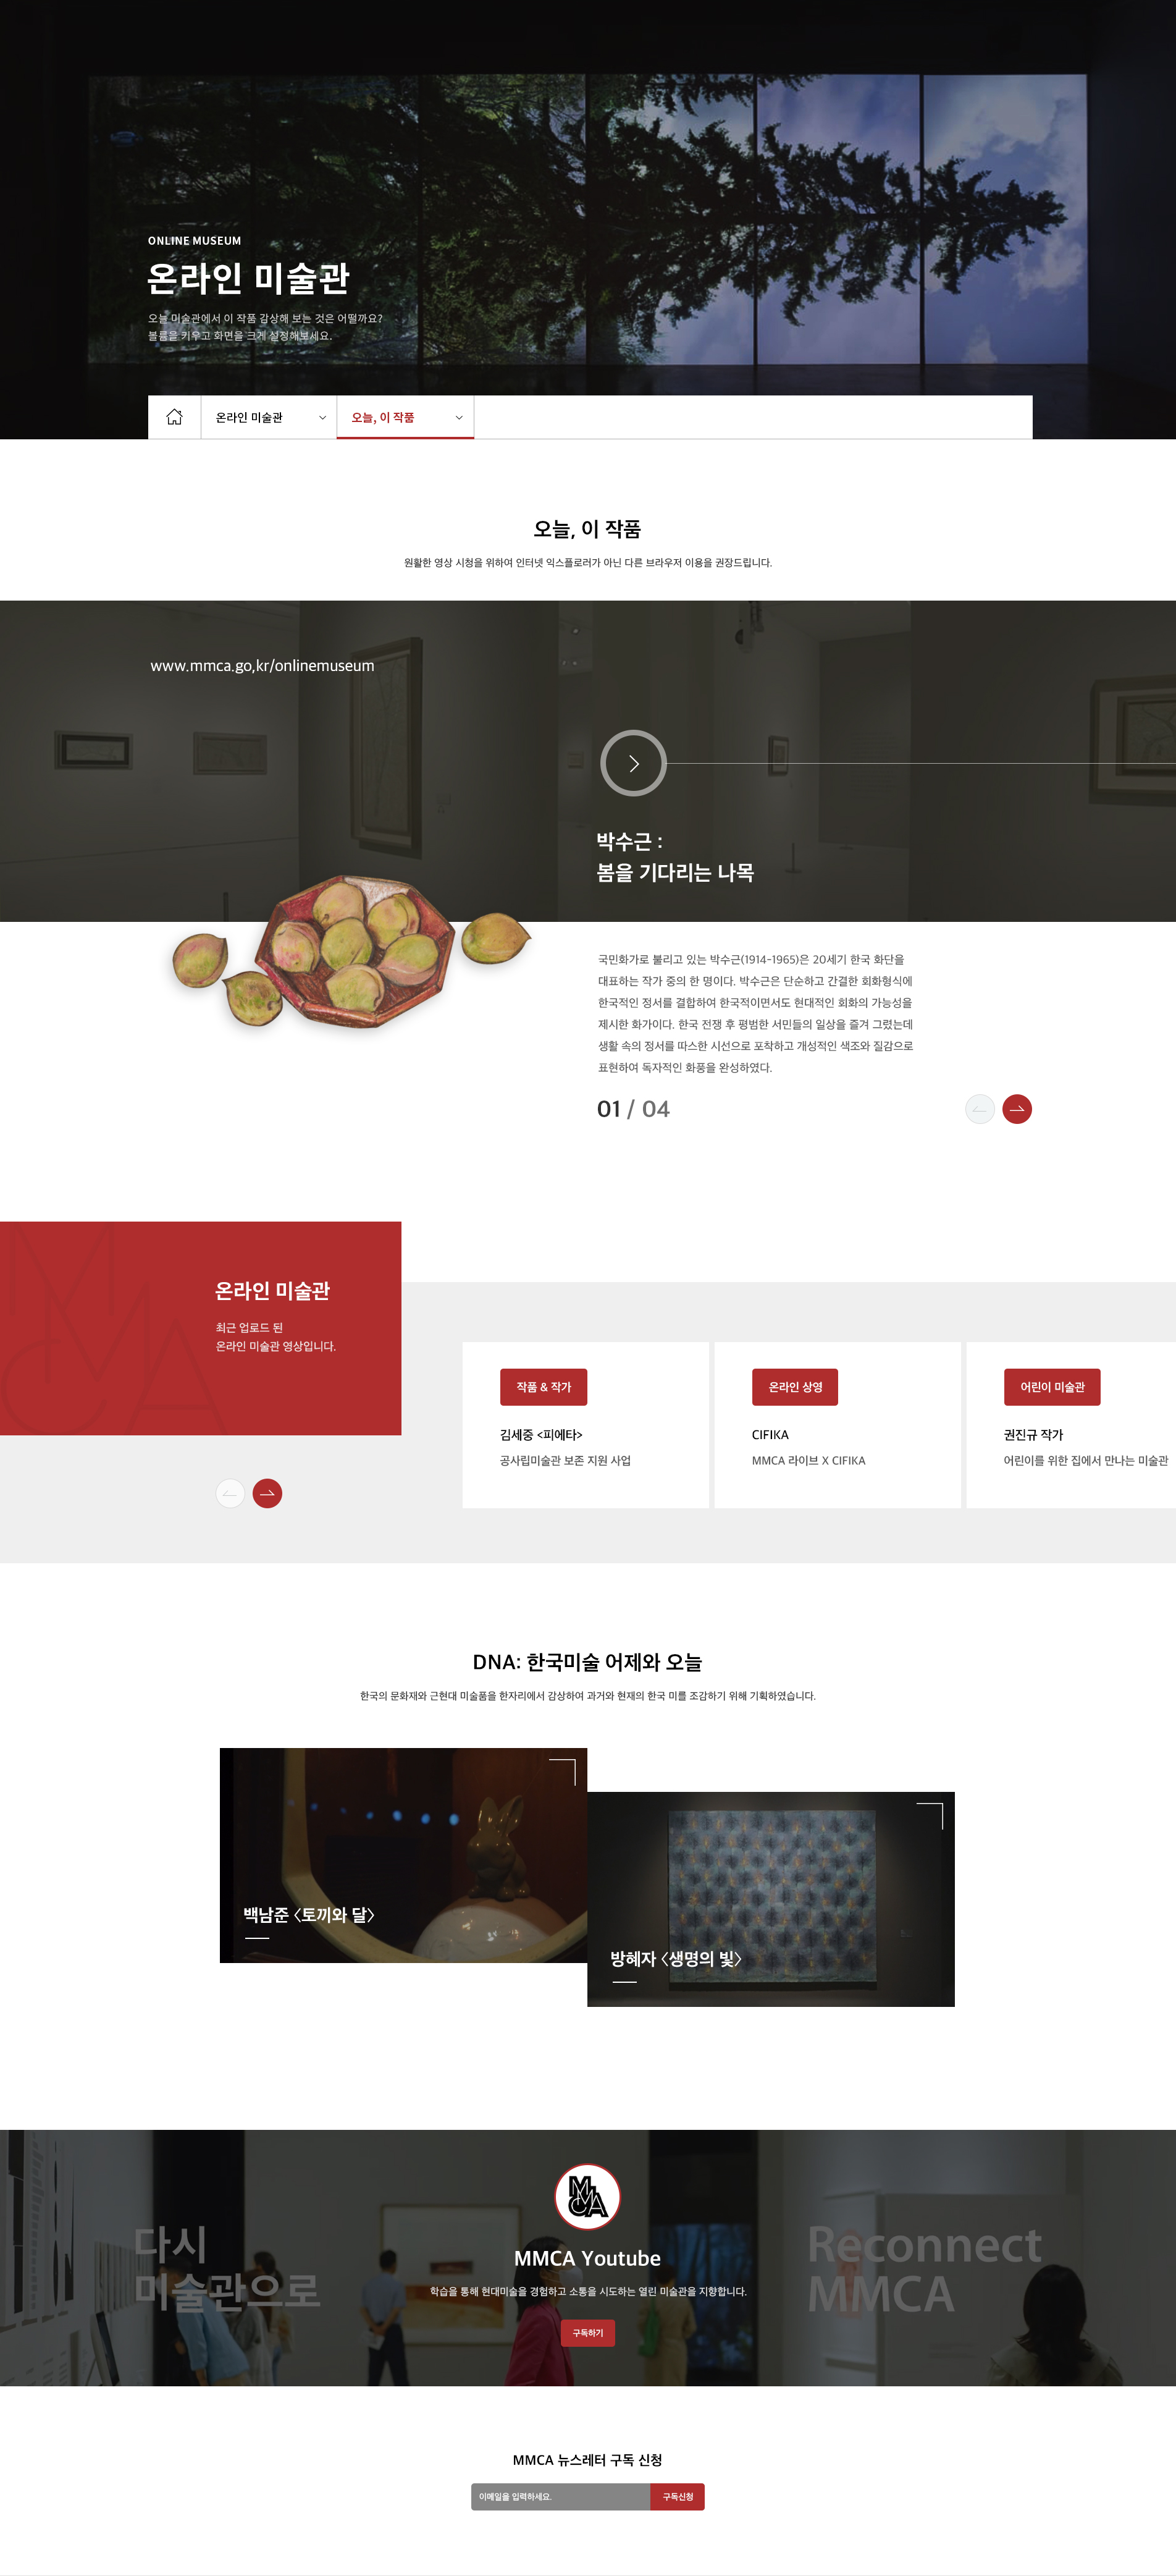 ONLINE MUSEUM
온라인 미술관
오늘 미술관에서 이 작품 감상해 보는 것은 어떨까요?
볼륨을 키우고 화면을 크게 설정해보세요.
온라인 미술관
오늘, 이 작품
오늘, 이 작품
원활한 영상 시청을 위하여 인터넷 익스플로러가 아닌 다른 브라우저 이용을 권장드립니다.
www.mmca.go,kr/onlinemuseum
박수근 :
봄을 기다리는 나목
국민화가로 불리고 있는 박수근(1914-1965)은 20세기 한국 화단을
대표하는 작가 중의 한 명이다. 박수근은 단순하고 간결한 회화형식에
한국적인 정서를 결합하여 한국적이면서도 현대적인 회화의 가능성을
제시한 화가이다. 한국 전쟁 후 평범한 서민들의 일상을 즐겨 그렸는데
생활 속의 정서를 따스한 시선으로 포착하고 개성적인 색조와 질감으로
표현하여 독자적인 화풍을 완성하였다.
01 / 04
온라인 미술관
최근 업로드 된
온라인 미술관 영상입니다.
작품 & 작가
김세중 <피에타>
공사립미술관 보존 지원 사업
온라인 상영
CIFIKA
MMCA 라이브 X CIFIKA
어린이 미술관
권진규 작가
어린이를 위한 집에서 만나는 미술관
DNA: 한국미술 어제와 오늘
한국의 문화재와 근현대 미술품을 한자리에서 감상하여 과거와 현재의 한국 미를 조감하기 위해 기획하였습니다.
백남준 〈토끼와 달〉
방혜자 〈생명의 빛〉
다시
미술관으로
MMCA
MMCA Youtube
학습을 통해 현대미술을 경험하고 소통을 시도하는 열린 미술관을 지향합니다.
구독하기
Reconnect
MMCA
MMCA 뉴스레터 구독 신청
이메일을 입력하세요.
구독신청